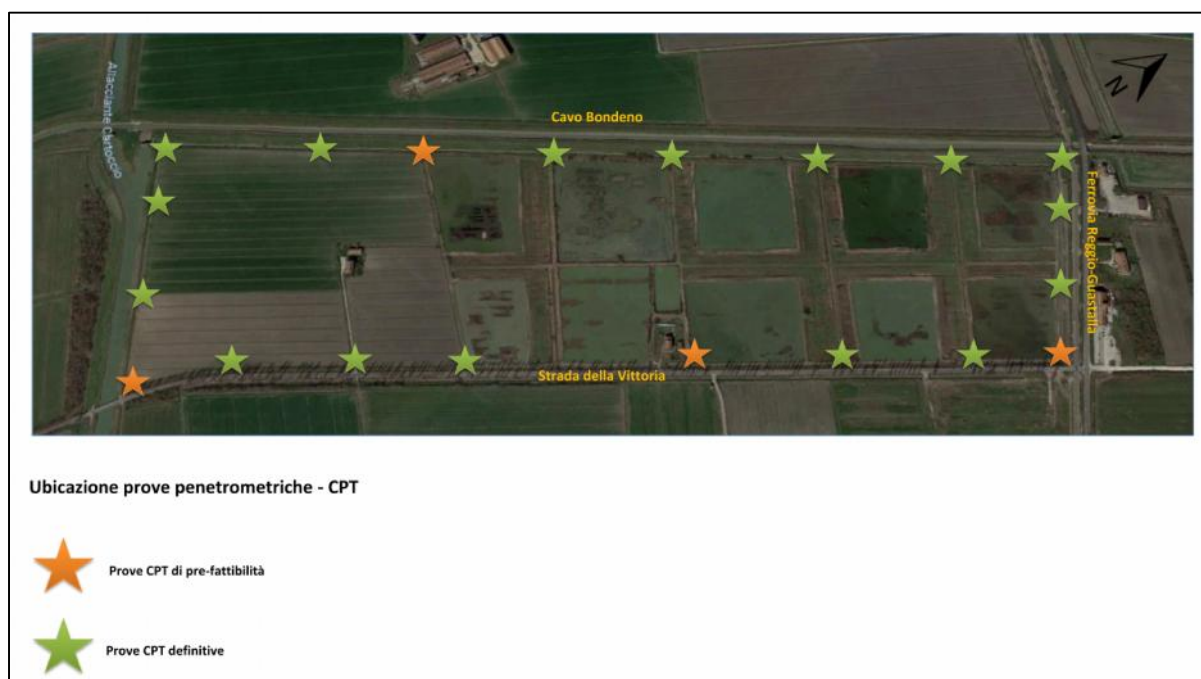 Allacciante Cartoccio
N
Cavo Bondeno
Ferrovia Reggio-Guastalla
Strada della Vittoria
Ubicazione prove penetrometriche - CPT
Prove CPT di pre-fattibilità
Prove CPT definitive